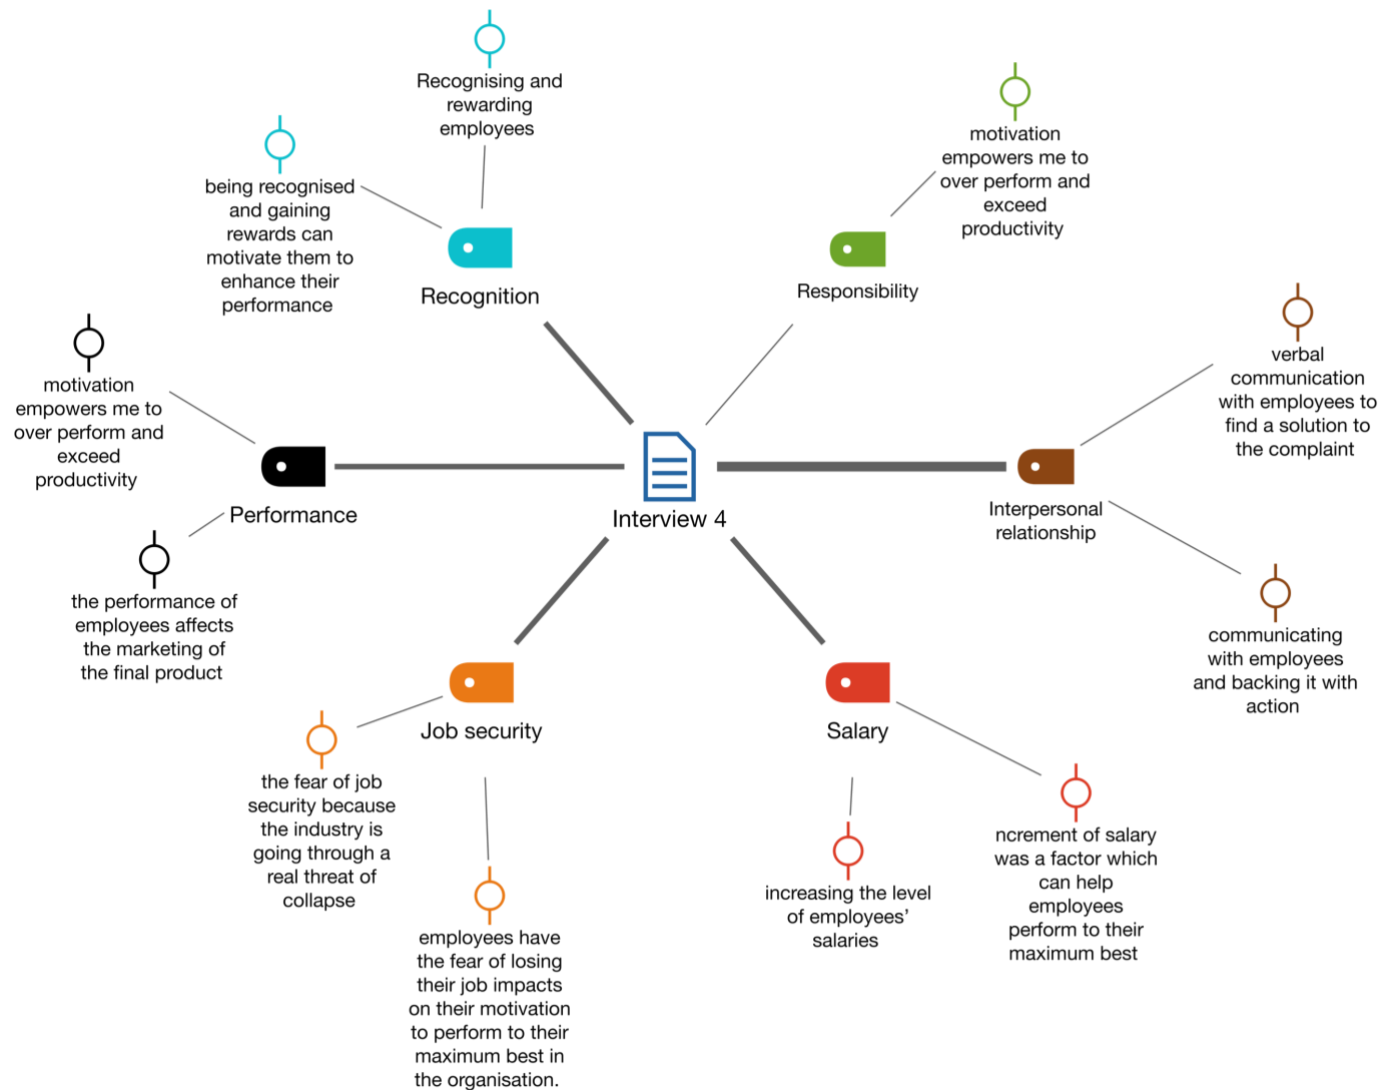 Recognising and
rewarding
employees
being recognised
and gaining
rewards can
motivate them to
enhance their
performance
Recognition
motivation
empowers me to
over perform and
exceed
productivity
Responsibility
motivation
empowers me to
over perform and
exceed
productivity
Performance
the performance of
employees affects
the marketing of
the final product
Interview 4
verbal
communication
with employees to
find a solution to
the complaint
Interpersonal
relationship
communicating
with employees
and backing it with
action
Job security
the fear of job
security because
the industry is
going through a
real threat of
collapse
employees have
the fear of losing
their job impacts
on their motivation
to perform to their
maximum best in
the organisation.
Salary
increasing the level
of employees’
salaries
ncrement of salary
was a factor which
can help
employees
perform to their
maximum best